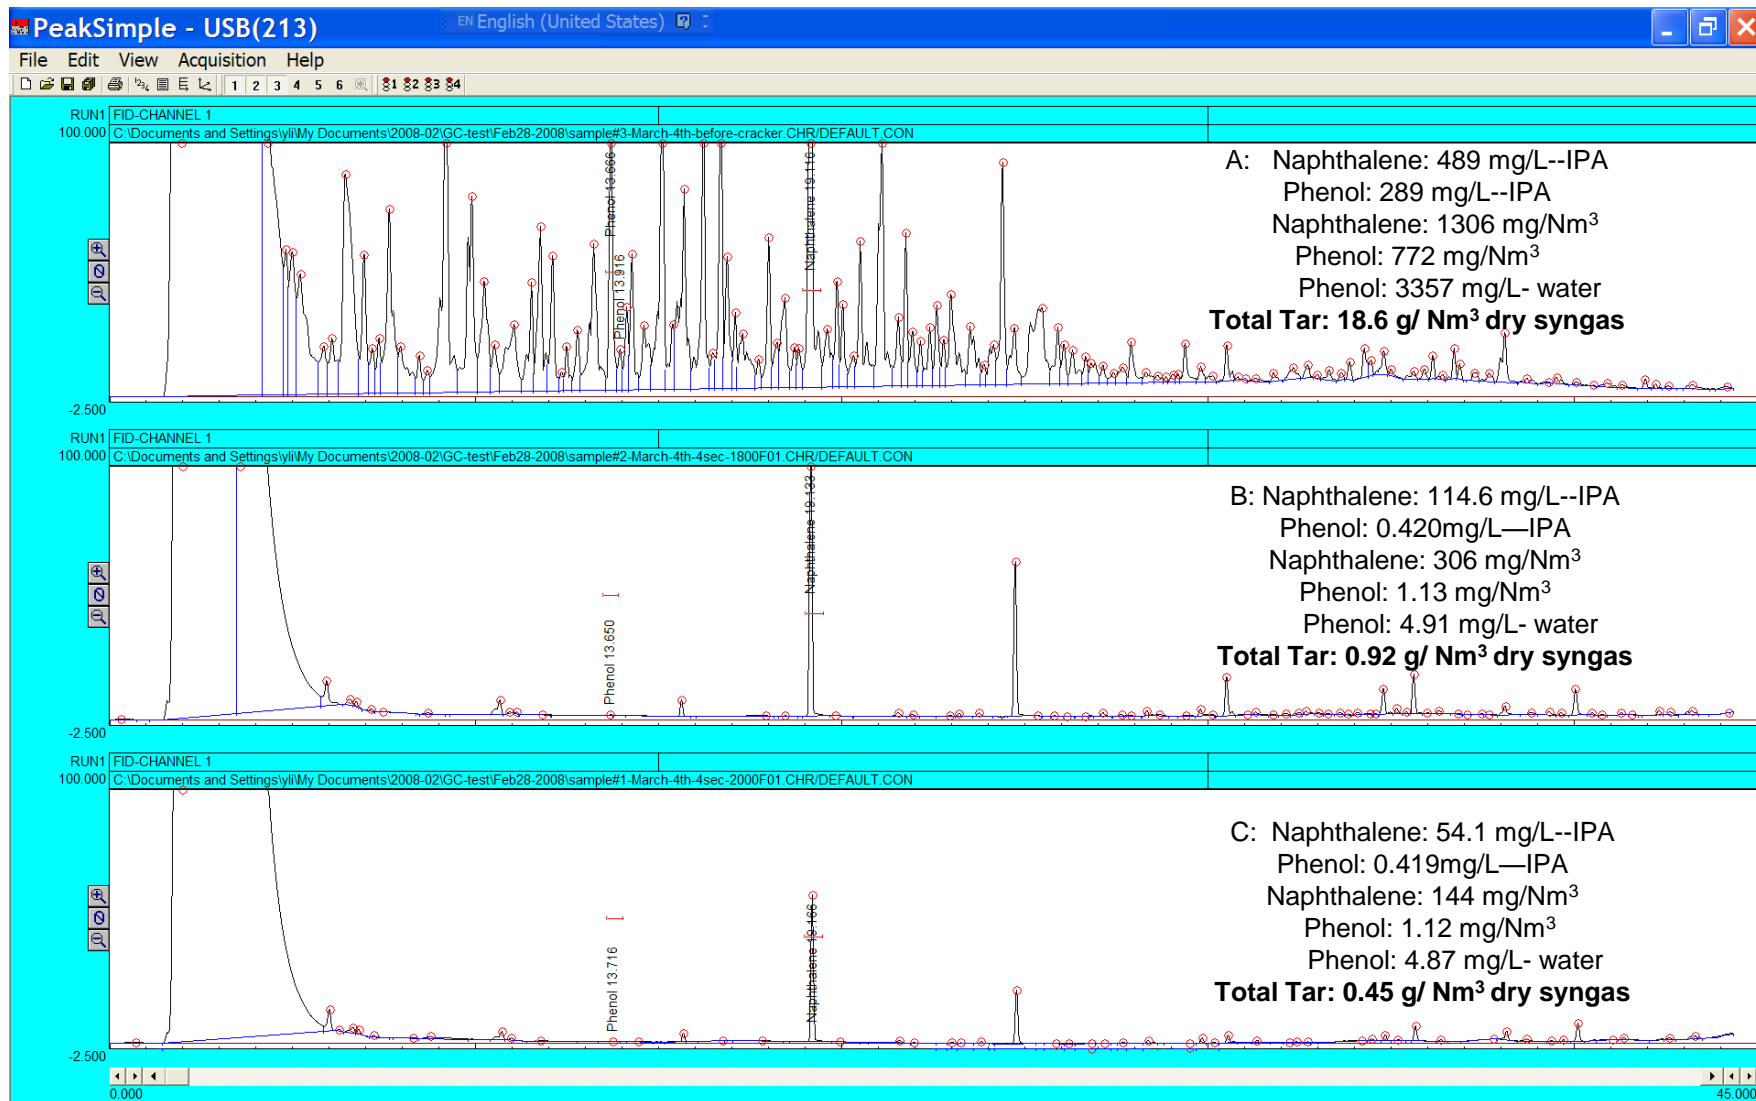 PeakSimple - USB(213)
EN English (United States)
File Edit View Acquisition Help
1 2 3 4 5 6 1 2 3 4
RUN1 FID-CHANNEL 1
100.000 C:\Documents and Settings\yli\My Documents\2008-02\GC-test\Feb28-2008\sample#3-March-4th-before-cracker.CHR/DEFAULT.CON
Phenol 13.666
Phenol 13.916
Naphthalene 19.116
A: Naphthalene: 489 mg/L--IPA
Phenol: 289 mg/L--IPA
Naphthalene: 1306 mg/Nm³
Phenol: 772 mg/Nm³
Phenol: 3357 mg/L- water
Total Tar: 18.6 g/ Nm³ dry syngas
-2.500
RUN1 FID-CHANNEL 1
100.000 C:\Documents and Settings\yli\My Documents\2008-02\GC-test\Feb28-2008\sample#2-March-4th-4sec-1800F01.CHR/DEFAULT.CON
Phenol 13.650
Naphthalene 19.133
B: Naphthalene: 114.6 mg/L--IPA
Phenol: 0.420mg/L—IPA
Naphthalene: 306 mg/Nm³
Phenol: 1.13 mg/Nm³
Phenol: 4.91 mg/L- water
Total Tar: 0.92 g/ Nm³ dry syngas
-2.500
RUN1 FID-CHANNEL 1
100.000 C:\Documents and Settings\yli\My Documents\2008-02\GC-test\Feb28-2008\sample#1-March-4th-4sec-2000F01.CHR/DEFAULT.CON
Phenol 13.716
Naphthalene 19.166
C: Naphthalene: 54.1 mg/L--IPA
Phenol: 0.419mg/L—IPA
Naphthalene: 144 mg/Nm³
Phenol: 1.12 mg/Nm³
Phenol: 4.87 mg/L- water
Total Tar: 0.45 g/ Nm³ dry syngas
-2.500
0.000 45.000